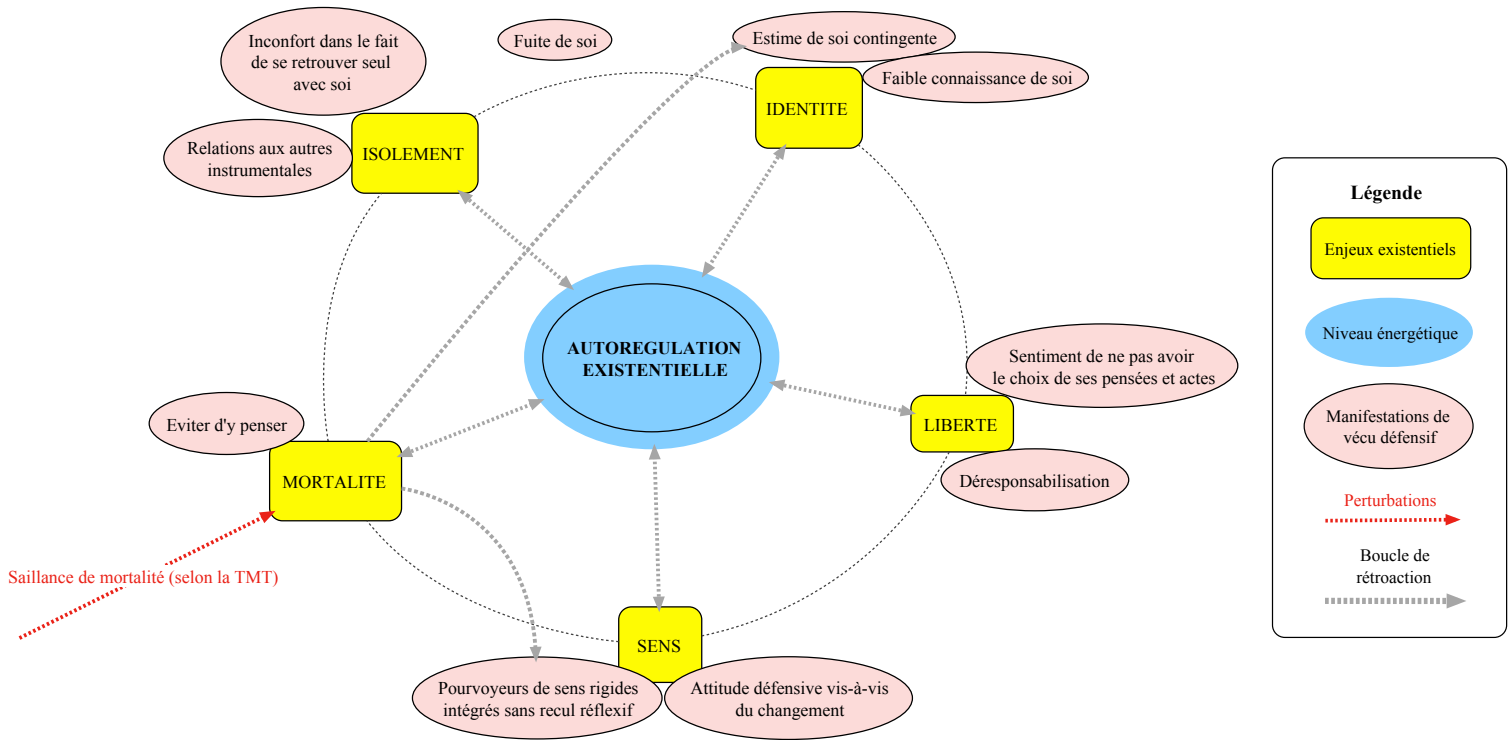 Inconfort dans le fait
de se retrouver seul
avec soi
Fuite de soi
Estime de soi contingente
Faible connaissance de soi
IDENTITE
Relations aux autres
instrumentales
ISOLEMENT
AUTOREGULATION
EXISTENTIELLE
Sentiment de ne pas avoir
le choix de ses pensées et actes
LIBERTE
Déresponsabilisation
Eviter d'y penser
MORTALITE
Saillance de mortalité (selon la TMT)
SENS
Pourvoyeurs de sens rigides
intégrés sans recul réflexif
Attitude défensive vis-à-vis
du changement
Légende
Enjeux existentiels
Niveau énergétique
Manifestations de
vécu défensif
Perturbations
Boucle de
rétroaction